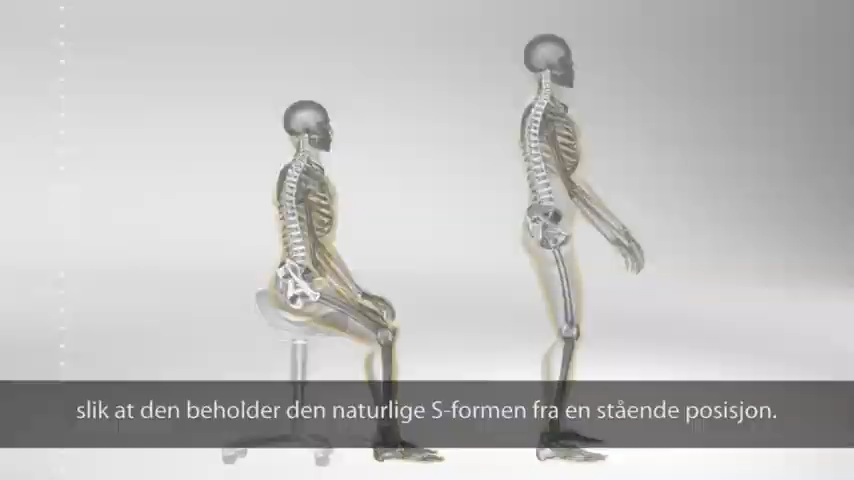 slik at den beholder den naturlige S-formen fra en stående posisjon.